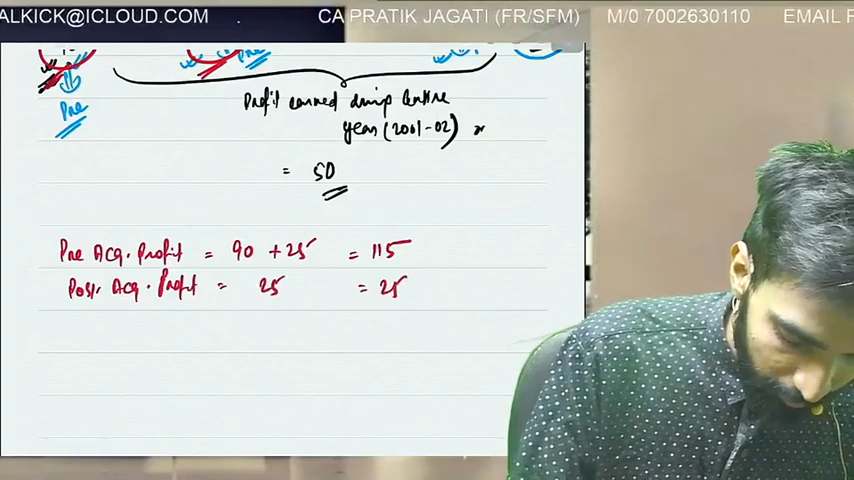 ALKICK@ICLOUD.COM . CA PRATIK JAGATI (FR/SFM) M/0 7002630110 EMAIL F
Pre
Pre
Profit earned during Entire
year (2001-02) *
= 50
Pre Acq. Profit = 90 + 25 = 115
Post. Acq. Profit = 25 = 25